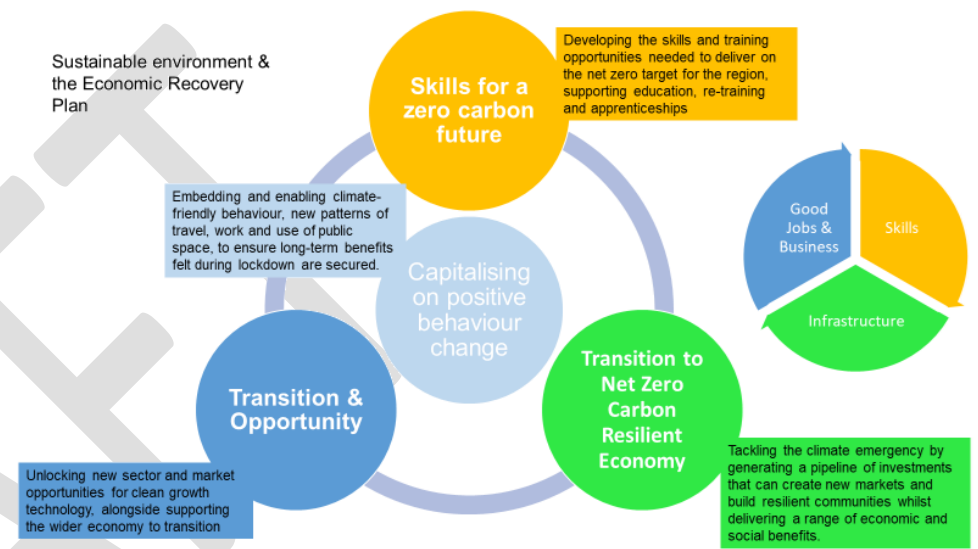 Sustainable environment &
the Economic Recovery
Plan
Skills for a
zero carbon
future
Developing the skills and training
opportunities needed to deliver on
the net zero target for the region,
supporting education, re-training
and apprenticeships
Embedding and enabling climate-
friendly behaviour, new patterns of
travel, work and use of public
space, to ensure long-term benefits
felt during lockdown are secured.
Capitalising
on positive
behaviour
change
Good
Jobs &
Business
Skills
Infrastructure
Transition &
Opportunity
Transition to
Net Zero
Carbon
Resilient
Economy
Unlocking new sector and market
opportunities for clean growth
technology, alongside supporting
the wider economy to transition
Tackling the climate emergency by
generating a pipeline of investments
that can create new markets and
build resilient communities whilst
delivering a range of economic and
social benefits.